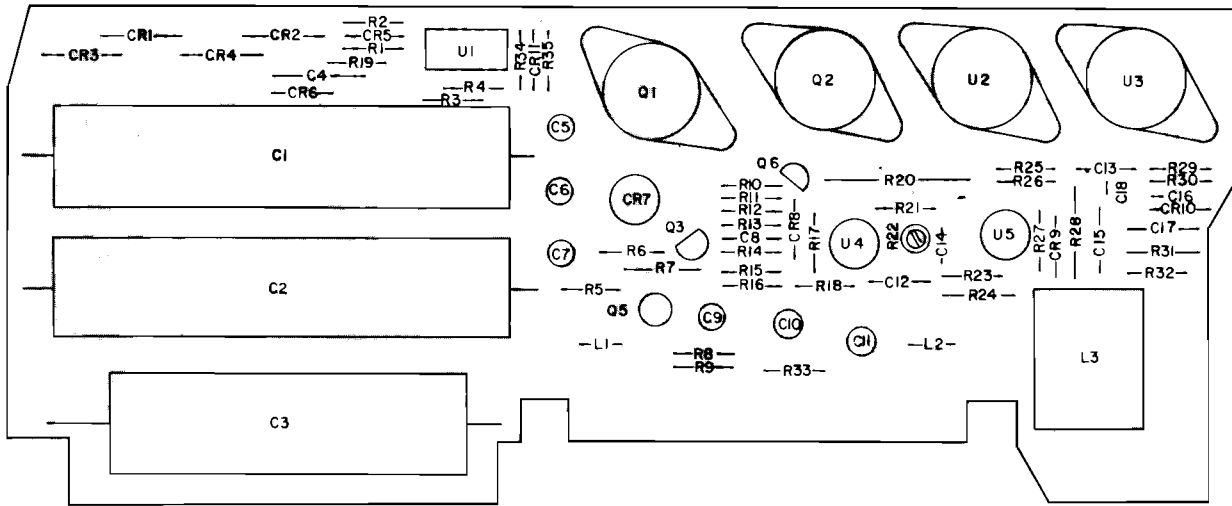 R2
CR1 CR2 CR5
CR3 CR4 R1
R19
C4
CR6
U1
R4
R3
R34
CR11
R35
Q1
Q2
U2
U3
C1
C5
C6
CR7
Q3
C7
R6
R7
R5
Q5
C2
L1
C3
Q6
R10
R11
R12
R13
C8
R14
R15
R16
CR8
R17
R18
R20
R21
U4
R22
C14
C12
U5
R23
R24
R25
R26
R27
CR9
R28
C15
C13
C18
R29
R30
C16
CR10
C17
R31
R32
C9
C10
C11
R8
R9
R33
L2
L3